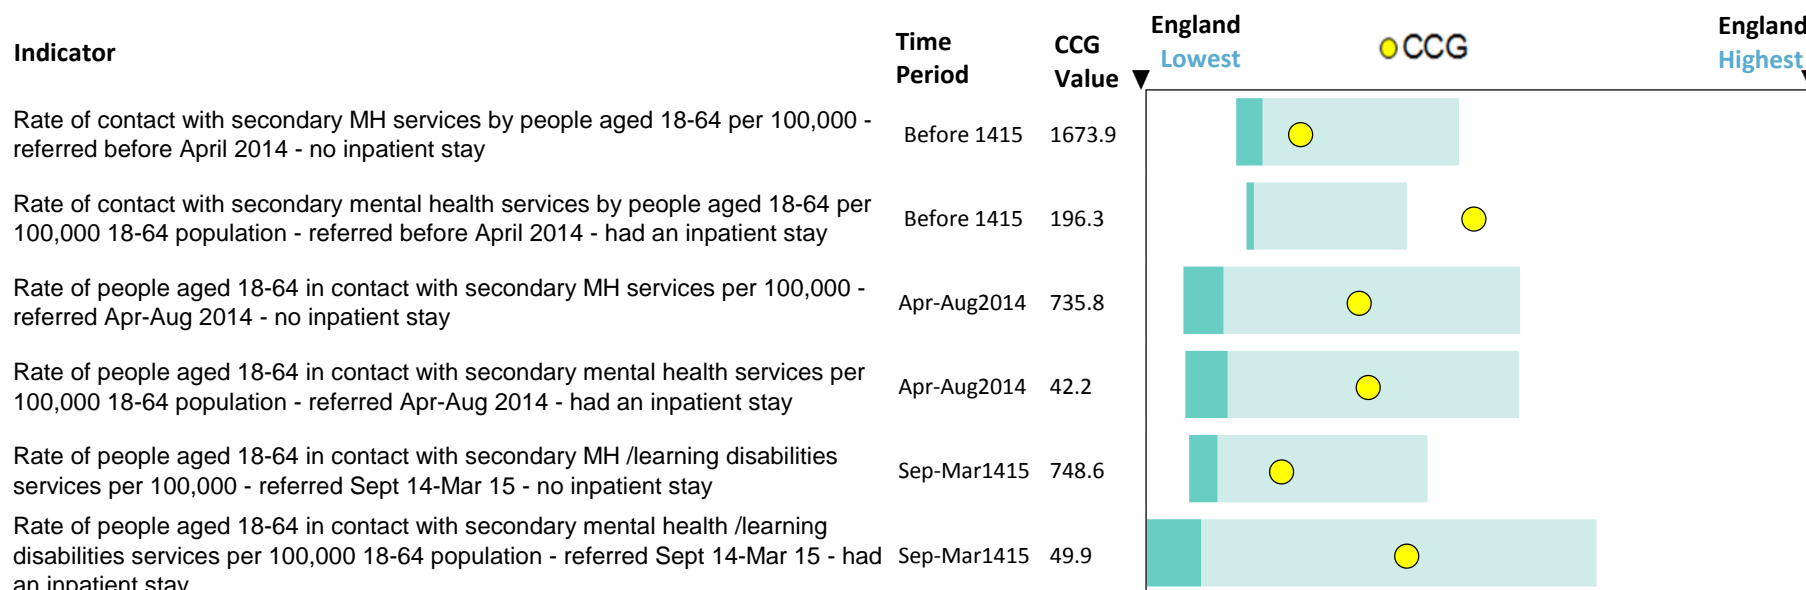 Indicator
Time
Period
CCG
Value
England
Lowest
CCG
England
Highest
Rate of contact with secondary MH services by people aged 18-64 per 100,000 -
referred before April 2014 - no inpatient stay
Before 1415
1673.9
Rate of contact with secondary mental health services by people aged 18-64 per
100,000 18-64 population - referred before April 2014 - had an inpatient stay
Before 1415
196.3
Rate of people aged 18-64 in contact with secondary MH services per 100,000 -
referred Apr-Aug 2014 - no inpatient stay
Apr-Aug2014
735.8
Rate of people aged 18-64 in contact with secondary mental health services per
100,000 18-64 population - referred Apr-Aug 2014 - had an inpatient stay
Apr-Aug2014
42.2
Rate of people aged 18-64 in contact with secondary MH /learning disabilities
services per 100,000 - referred Sept 14-Mar 15 - no inpatient stay
Sep-Mar1415
748.6
Rate of people aged 18-64 in contact with secondary mental health /learning
disabilities services per 100,000 18-64 population - referred Sept 14-Mar 15 - had
an inpatient stay
Sep-Mar1415
49.9